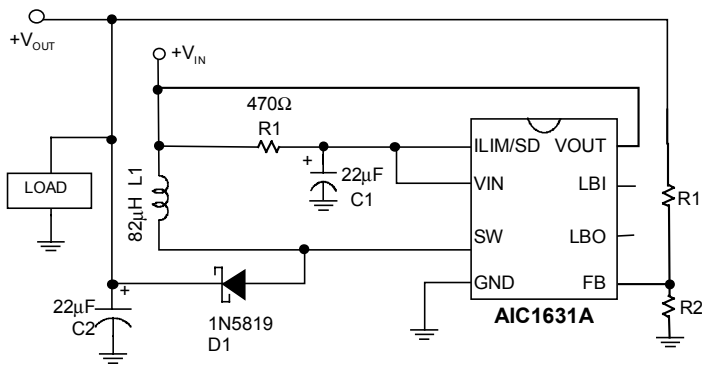 +VOUT
+VIN
470Ω
R1
ILIM/SD
VOUT
+
22μF
C1
LOAD
82μH L1
VIN
LBI
R1
SW
LBO
GND
FB
+
22μF
C2
1N5819
D1
R2
AIC1631A